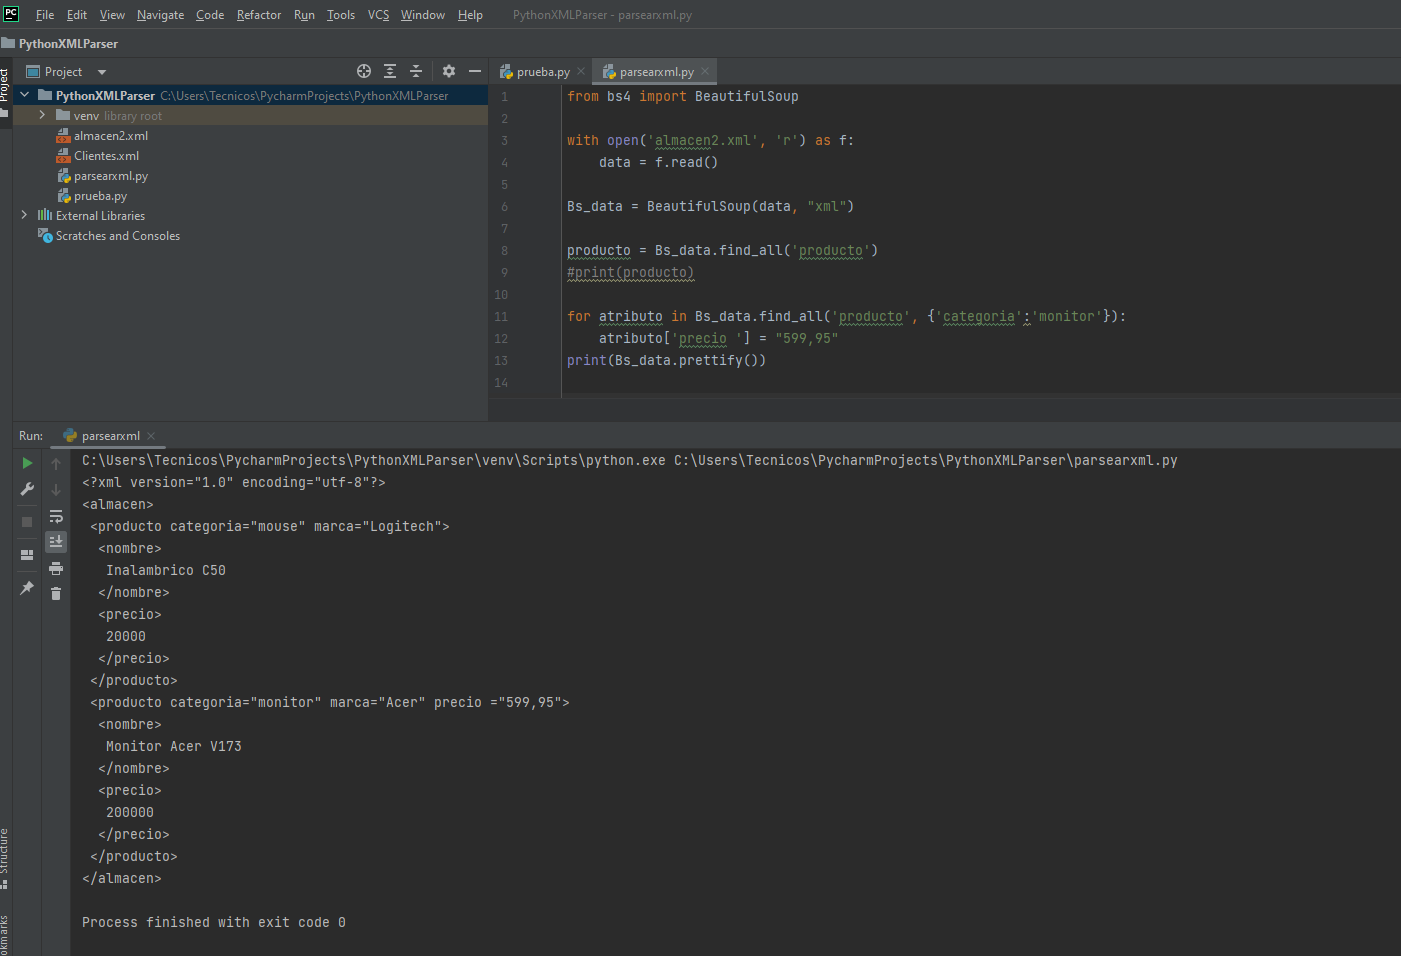 PC File Edit View Navigate Code Refactor Run Tools VCS Window Help PythonXMLParser - parsearxml.py
PythonXMLParser
Project
Project
PythonXMLParser C:\Users\Tecnicos\PycharmProjects\PythonXMLParser
venv library root
almacen2.xml
Clientes.xml
parsearxml.py
prueba.py
External Libraries
Scratches and Consoles
prueba.py parsearxml.py
1 from bs4 import BeautifulSoup
2
3 with open('almacen2.xml', 'r') as f:
4 data = f.read()
5
6 Bs_data = BeautifulSoup(data, "xml")
7
8 producto = Bs_data.find_all('producto')
9 #print(producto)
10
11 for atributo in Bs_data.find_all('producto', {'categoria':'monitor'}):
12 atributo['precio '] = "599,95"
13 print(Bs_data.prettify())
14
Run: parsearxml
C:\Users\Tecnicos\PycharmProjects\PythonXMLParser\venv\Scripts\python.exe C:\Users\Tecnicos\PycharmProjects\PythonXMLParser\parsearxml.py
<?xml version="1.0" encoding="utf-8"?>
<almacen>
<producto categoria="mouse" marca="Logitech">
<nombre>
Inalambrico C50
</nombre>
<precio>
20000
</precio>
</producto>
<producto categoria="monitor" marca="Acer" precio ="599,95">
<nombre>
Monitor Acer V173
</nombre>
<precio>
200000
</precio>
</producto>
</almacen>
Process finished with exit code 0
Structure